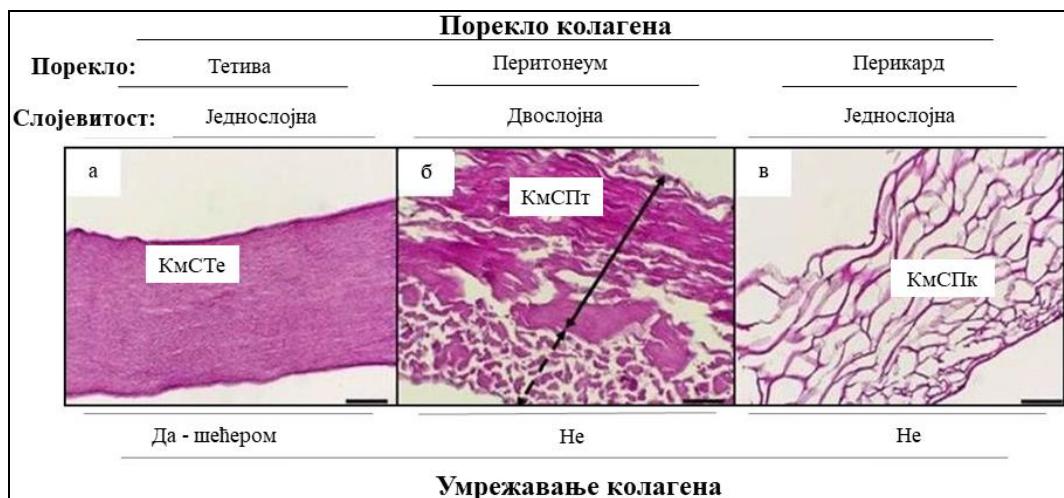 Порекло колагена
Порекло: Тетива Перитонеум Перикард
Слојевитост: Једнослојна Двослојна Једнослојна
а б в
КмСПт
КмСТе
КмСПк
Да - шећером Не Не
Умрежавање колагена